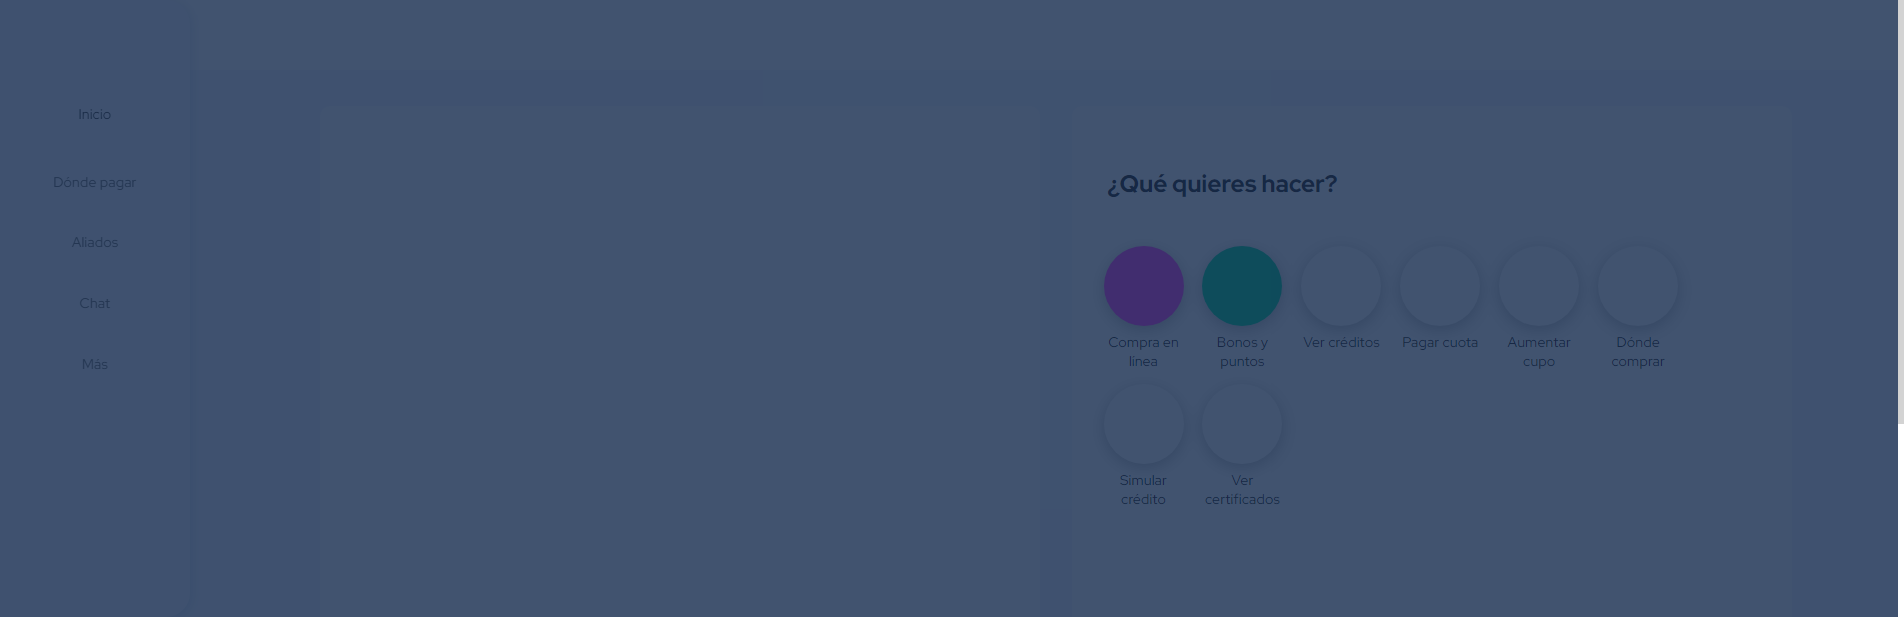 Inicio
Dónde pagar
Aliados
Chat
Más
¿Qué quieres hacer?
Compra en
línea
Bonos y
puntos
Ver créditos
Pagar cuota
Aumentar
cupo
Dónde
comprar
Simular
crédito
Ver
certificados